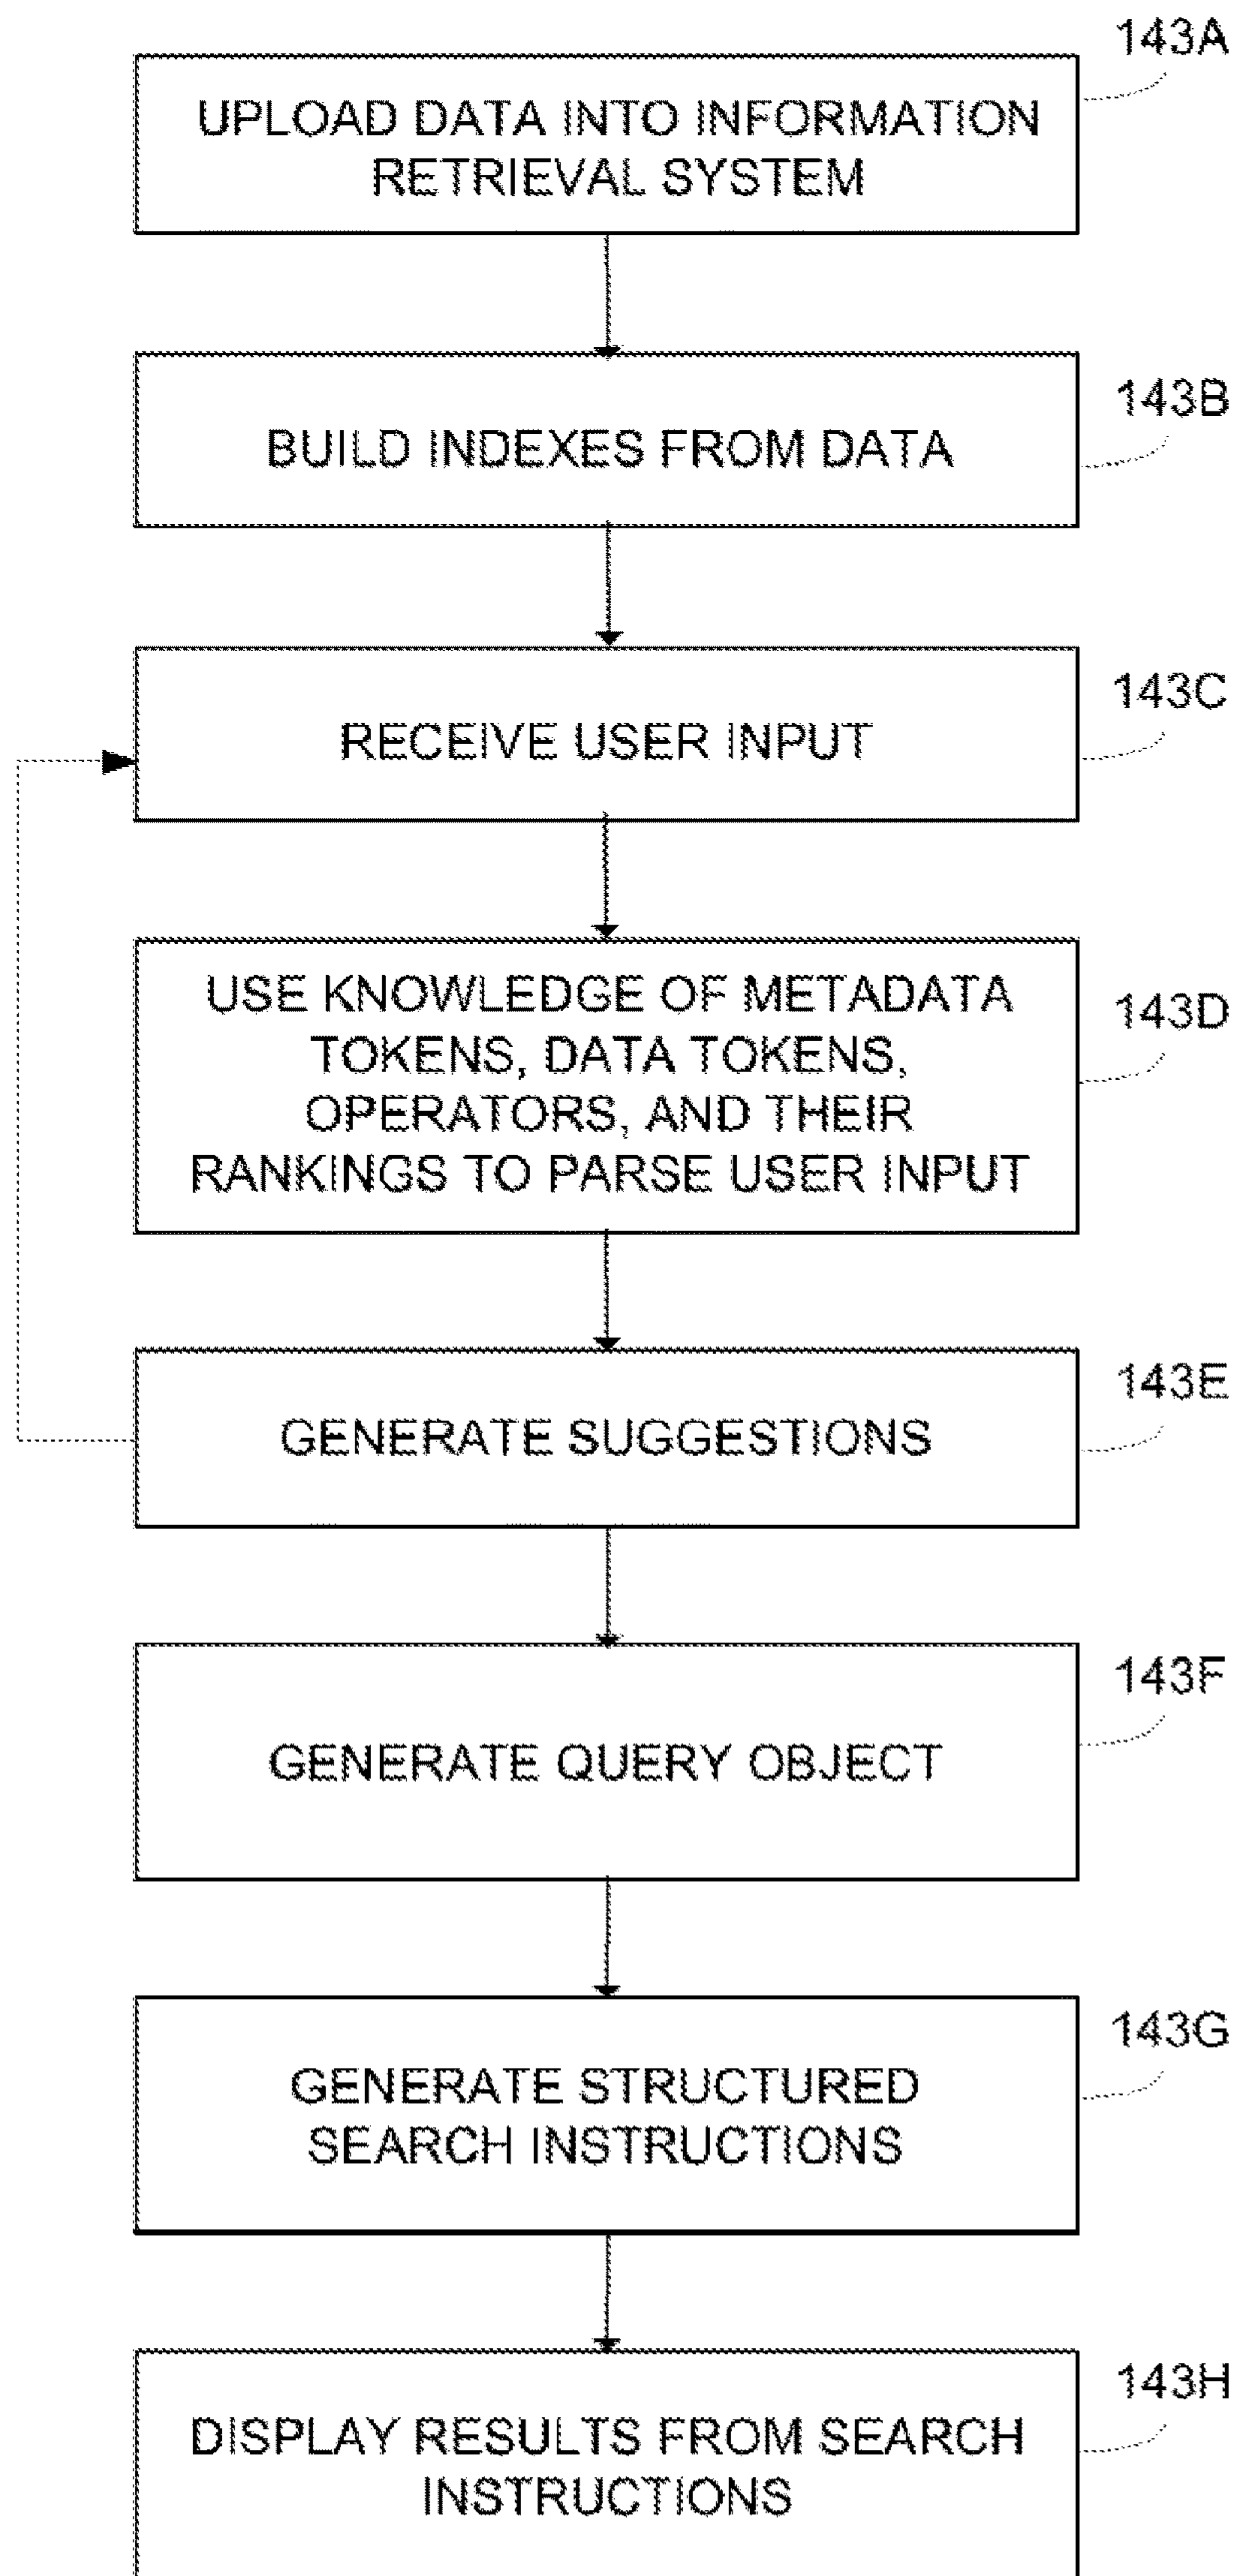 143A
UPLOAD DATA INTO INFORMATION
RETRIEVAL SYSTEM
143B
BUILD INDEXES FROM DATA
143C
RECEIVE USER INPUT
143D
USE KNOWLEDGE OF METADATA
TOKENS, DATA TOKENS,
OPERATORS, AND THEIR
RANKINGS TO PARSE USER INPUT
143E
GENERATE SUGGESTIONS
143F
GENERATE QUERY OBJECT
143G
GENERATE STRUCTURED
SEARCH INSTRUCTIONS
143H
DISPLAY RESULTS FROM SEARCH
INSTRUCTIONS